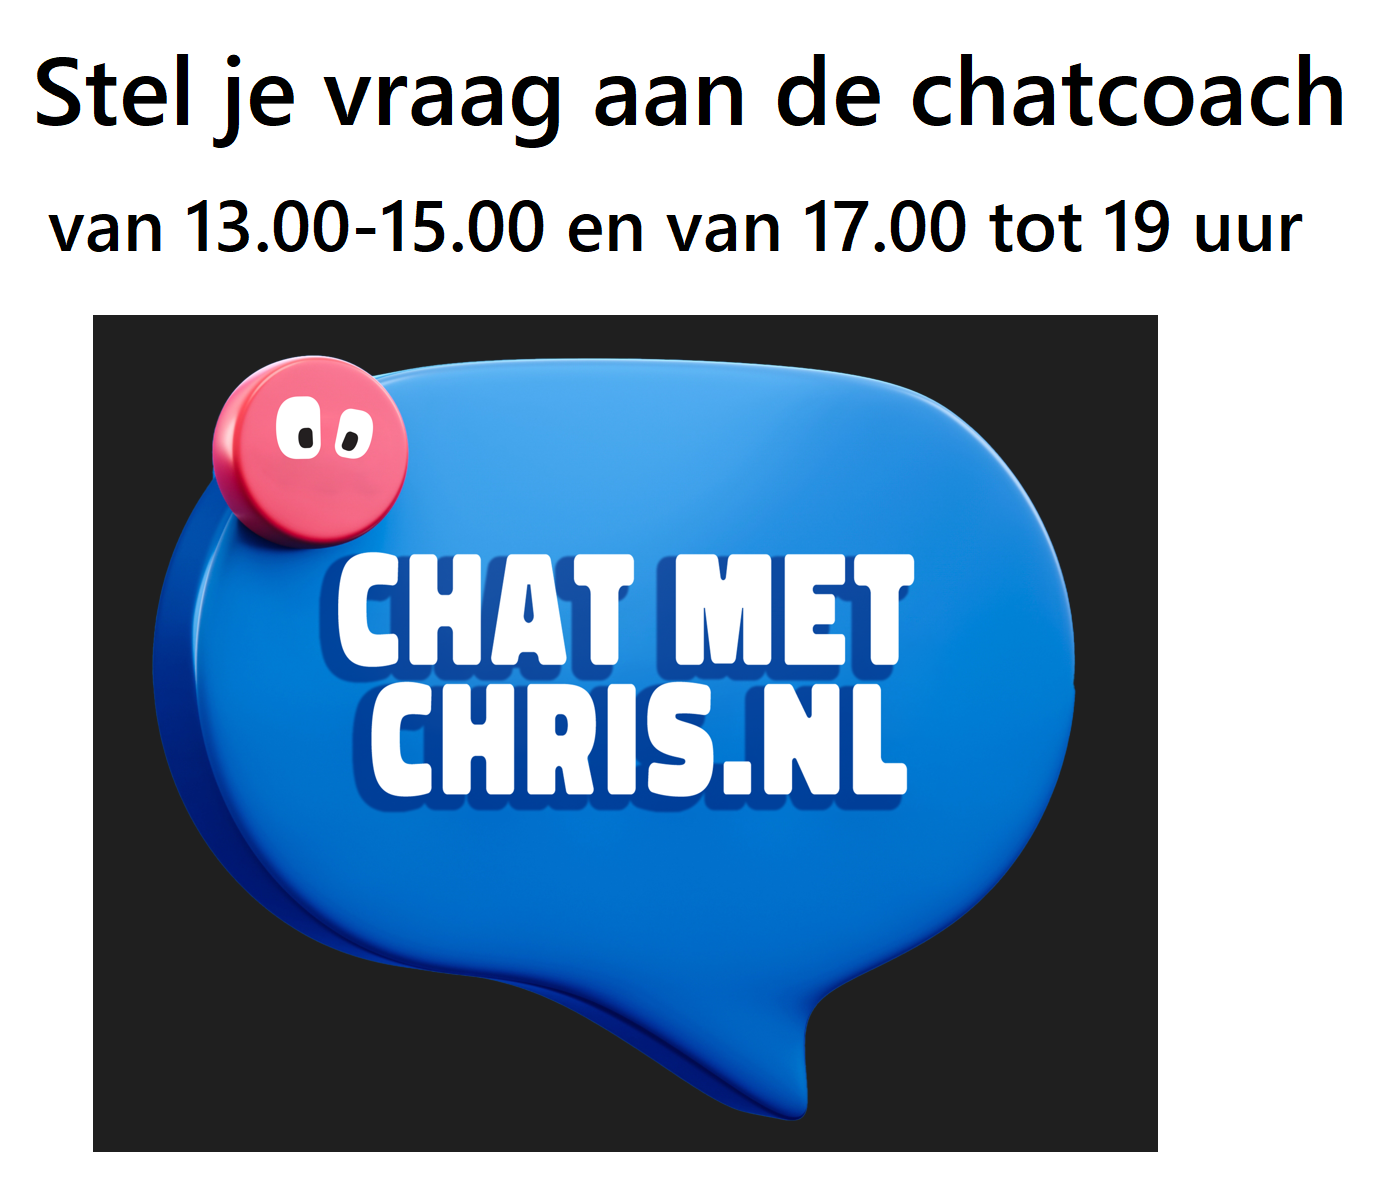 Stel je vraag aan de chatcoach
van 13.00-15.00 en van 17.00 tot 19 uur
CHAT MET
CHRIS.NL